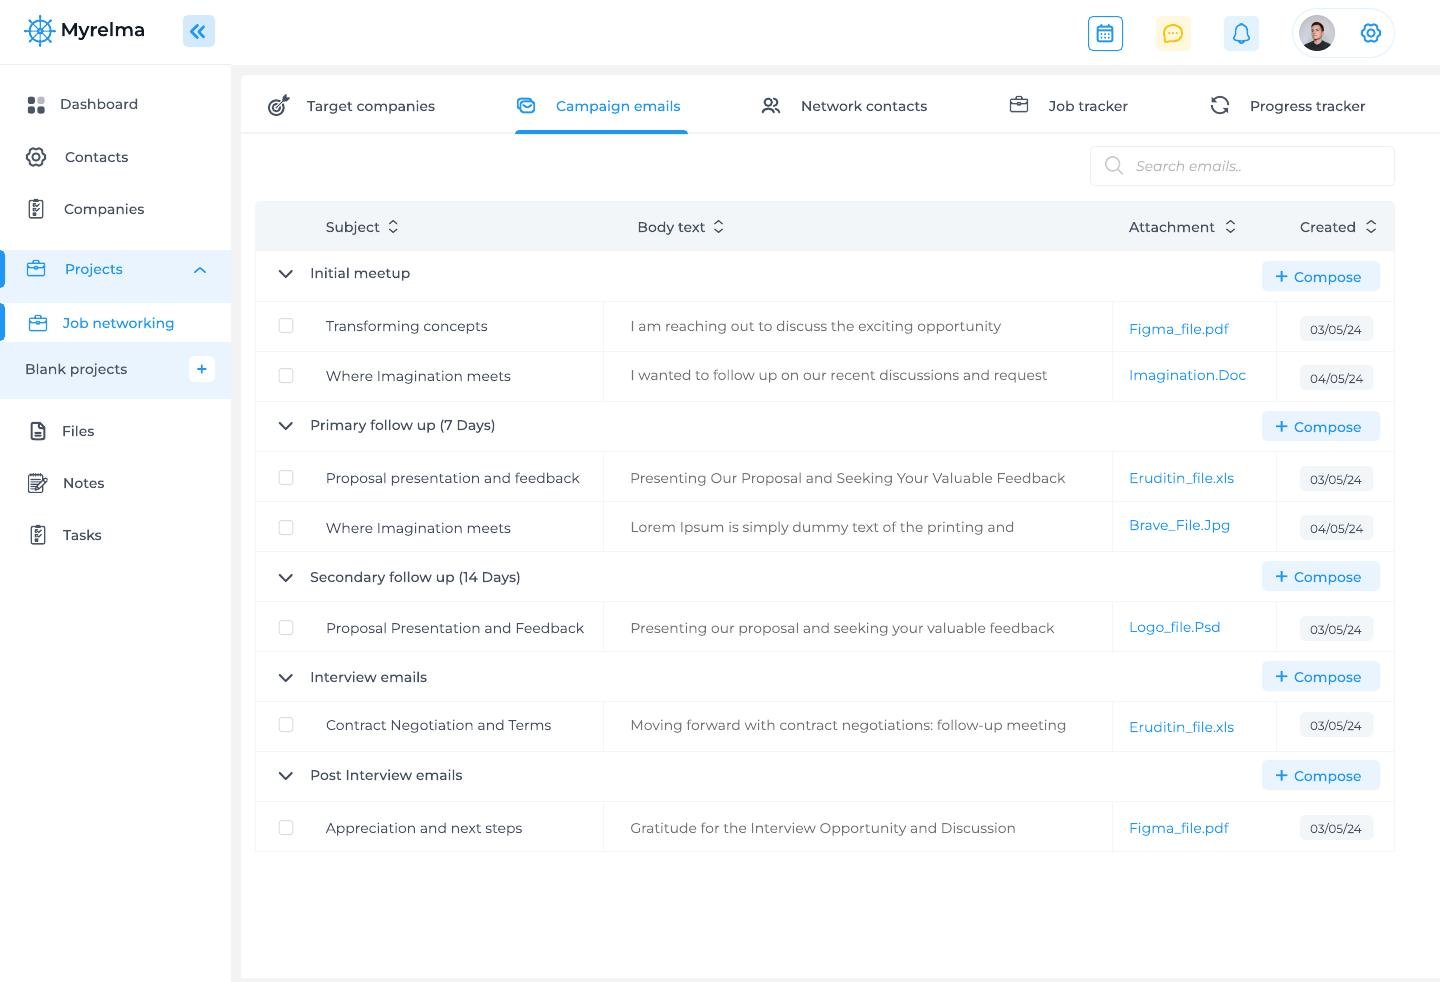 Myrelma
Dashboard
Contacts
Companies
Projects
Job networking
Blank projects
Files
Notes
Tasks
Target companies
Campaign emails
Network contacts
Job tracker
Progress tracker
Search emails..
Subject Body text Attachment Created
Initial meetup + Compose
Transforming concepts I am reaching out to discuss the exciting opportunity Figma_file.pdf 03/05/24
Where Imagination meets I wanted to follow up on our recent discussions and request Imagination.Doc 04/05/24
Primary follow up (7 Days) + Compose
Proposal presentation and feedback Presenting Our Proposal and Seeking Your Valuable Feedback Eruditin_file.xls 03/05/24
Where Imagination meets Lorem Ipsum is simply dummy text of the printing and Brave_File.Jpg 04/05/24
Secondary follow up (14 Days) + Compose
Proposal Presentation and Feedback Presenting our proposal and seeking your valuable feedback Logo_file.Psd 03/05/24
Interview emails + Compose
Contract Negotiation and Terms Moving forward with contract negotiations: follow-up meeting Eruditin_file.xls 03/05/24
Post Interview emails + Compose
Appreciation and next steps Gratitude for the Interview Opportunity and Discussion Figma_file.pdf 03/05/24